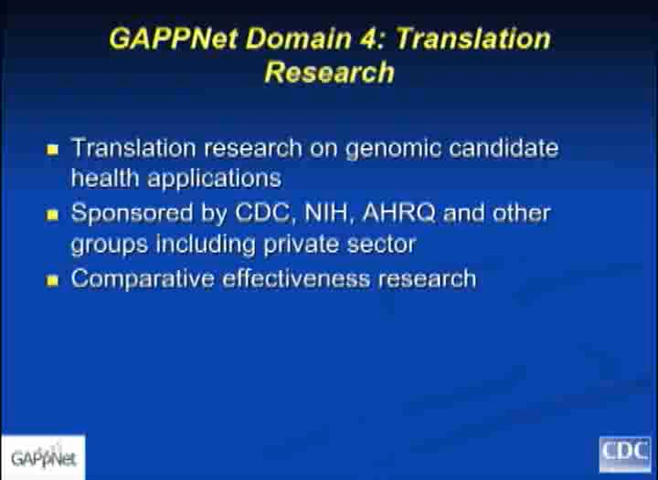 GAPPNet Domain 4: Translation
Research
Translation research on genomic candidate
health applications
Sponsored by CDC, NIH, AHRQ and other
groups including private sector
Comparative effectiveness research
GAPPNet
CDC